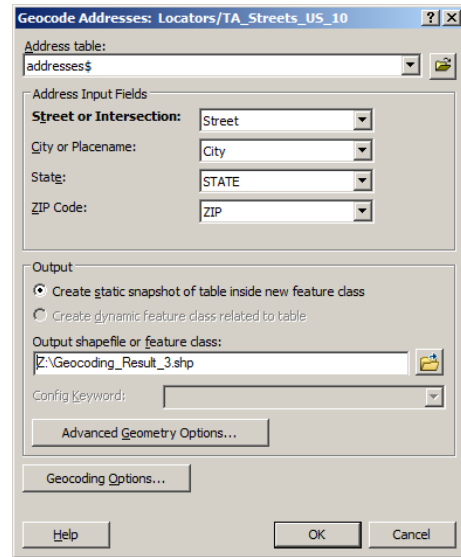 Geocode Addresses: Locators/TA_Streets_US_10 ? X
Address table:
addresses$
Address Input Fields
Street or Intersection: Street
City or Placename: City
State: STATE
ZIP Code: ZIP
Output
Create static snapshot of table inside new feature class
Create dynamic feature class related to table
Output shapefile or feature class:
Z:\Geocoding_Result_3.shp
Config Keyword:
Advanced Geometry Options...
Geocoding Options...
Help OK Cancel